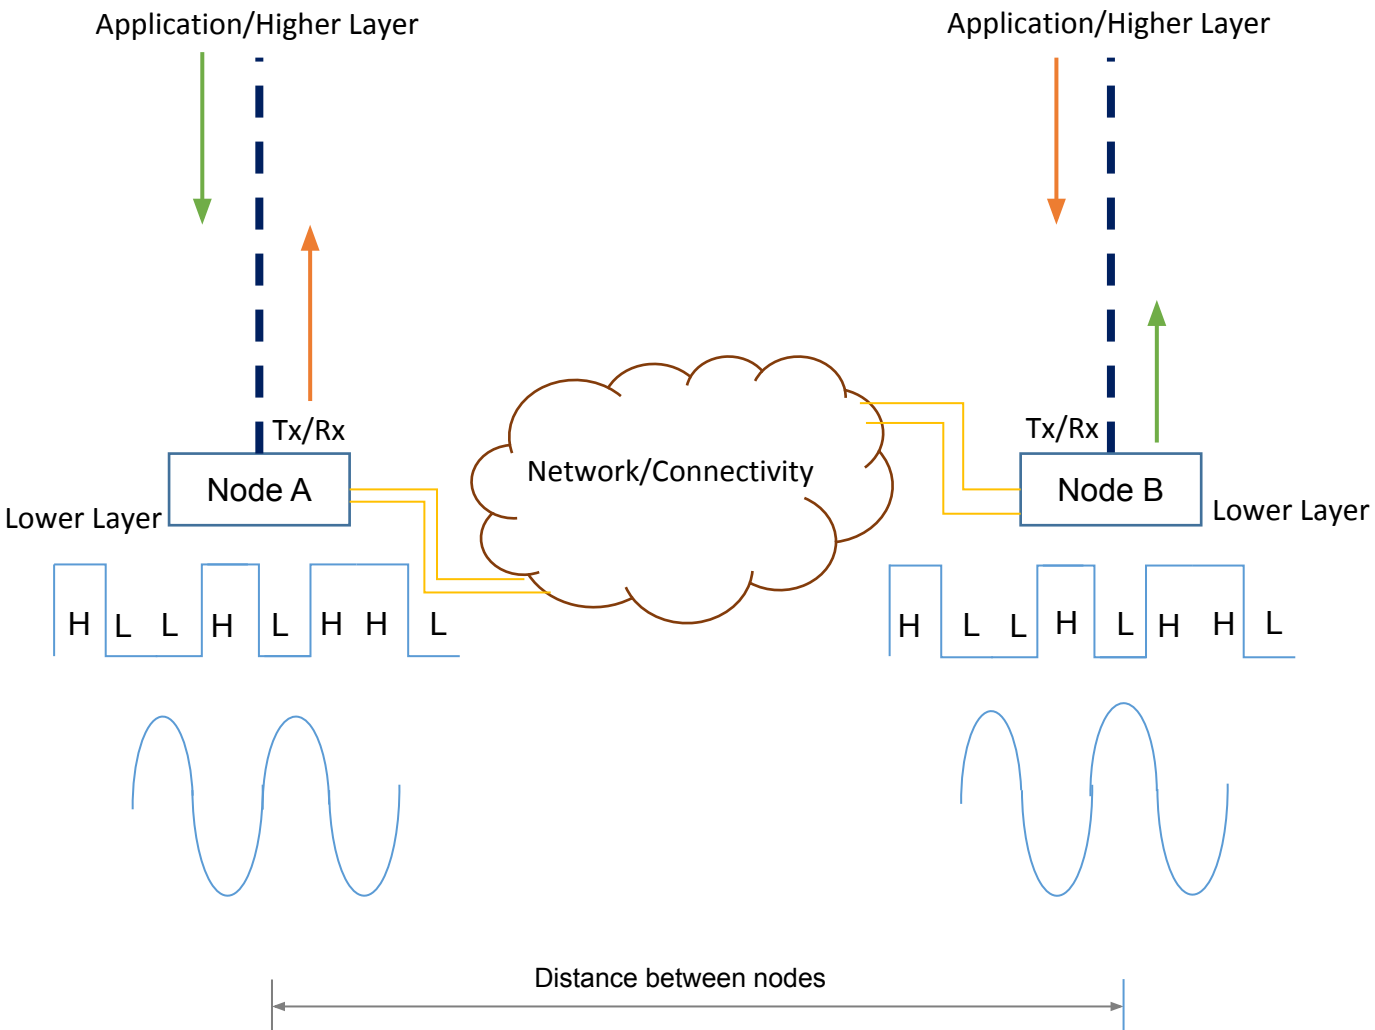 Application/Higher Layer
Application/Higher Layer
Tx/Rx
Tx/Rx
Network/Connectivity
Node A
Node B
Lower Layer
Lower Layer
H L L H L H H L
H L L H L H H L
Distance between nodes